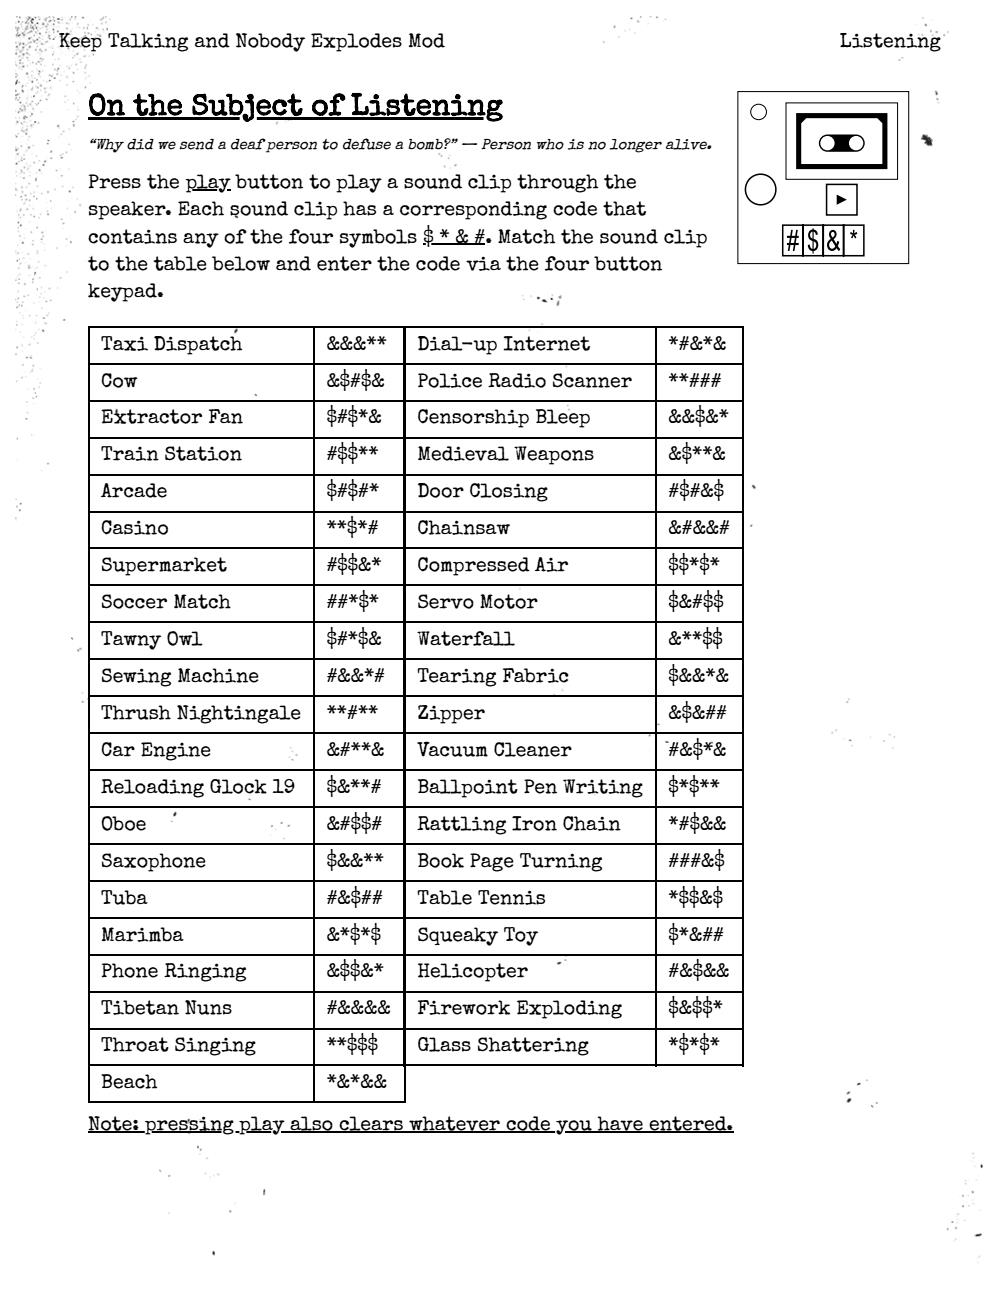 Keep Talking and Nobody Explodes Mod Listening
On the Subject of Listening
“Why did we send a deaf person to defuse a bomb?” — Person who is no longer alive.
Press the play button to play a sound clip through the
speaker. Each sound clip has a corresponding code that
contains any of the four symbols $ * & #. Match the sound clip
to the table below and enter the code via the four button
keypad.
# $ & *
Taxi Dispatch &&&** Dial-up Internet *#&*&
Cow &$#$& Police Radio Scanner **###
Extractor Fan $#$*& Censorship Bleep &&$&*
Train Station #$$** Medieval Weapons &$**&
Arcade $#$#* Door Closing #$#&$
Casino **$*# Chainsaw &#&&#
Supermarket #$$&* Compressed Air $$*$*
Soccer Match ##*$* Servo Motor $&#$$
Tawny Owl $#*$& Waterfall &**$$
Sewing Machine #&&*# Tearing Fabric $&&*&
Thrush Nightingale **#** Zipper &$&##
Car Engine &#**& Vacuum Cleaner #&$*&
Reloading Glock 19 $&**# Ballpoint Pen Writing $*$**
Oboe &#$$# Rattling Iron Chain *#$&&
Saxophone $&&** Book Page Turning ###&$
Tuba #&$## Table Tennis *$$&$
Marimba &*$*$ Squeaky Toy $*&##
Phone Ringing &$$&* Helicopter #&$&&
Tibetan Nuns #&&&& Firework Exploding $&$$*
Throat Singing **$$$ Glass Shattering *$*$*
Beach *&*&&
Note: pressing play also clears whatever code you have entered.